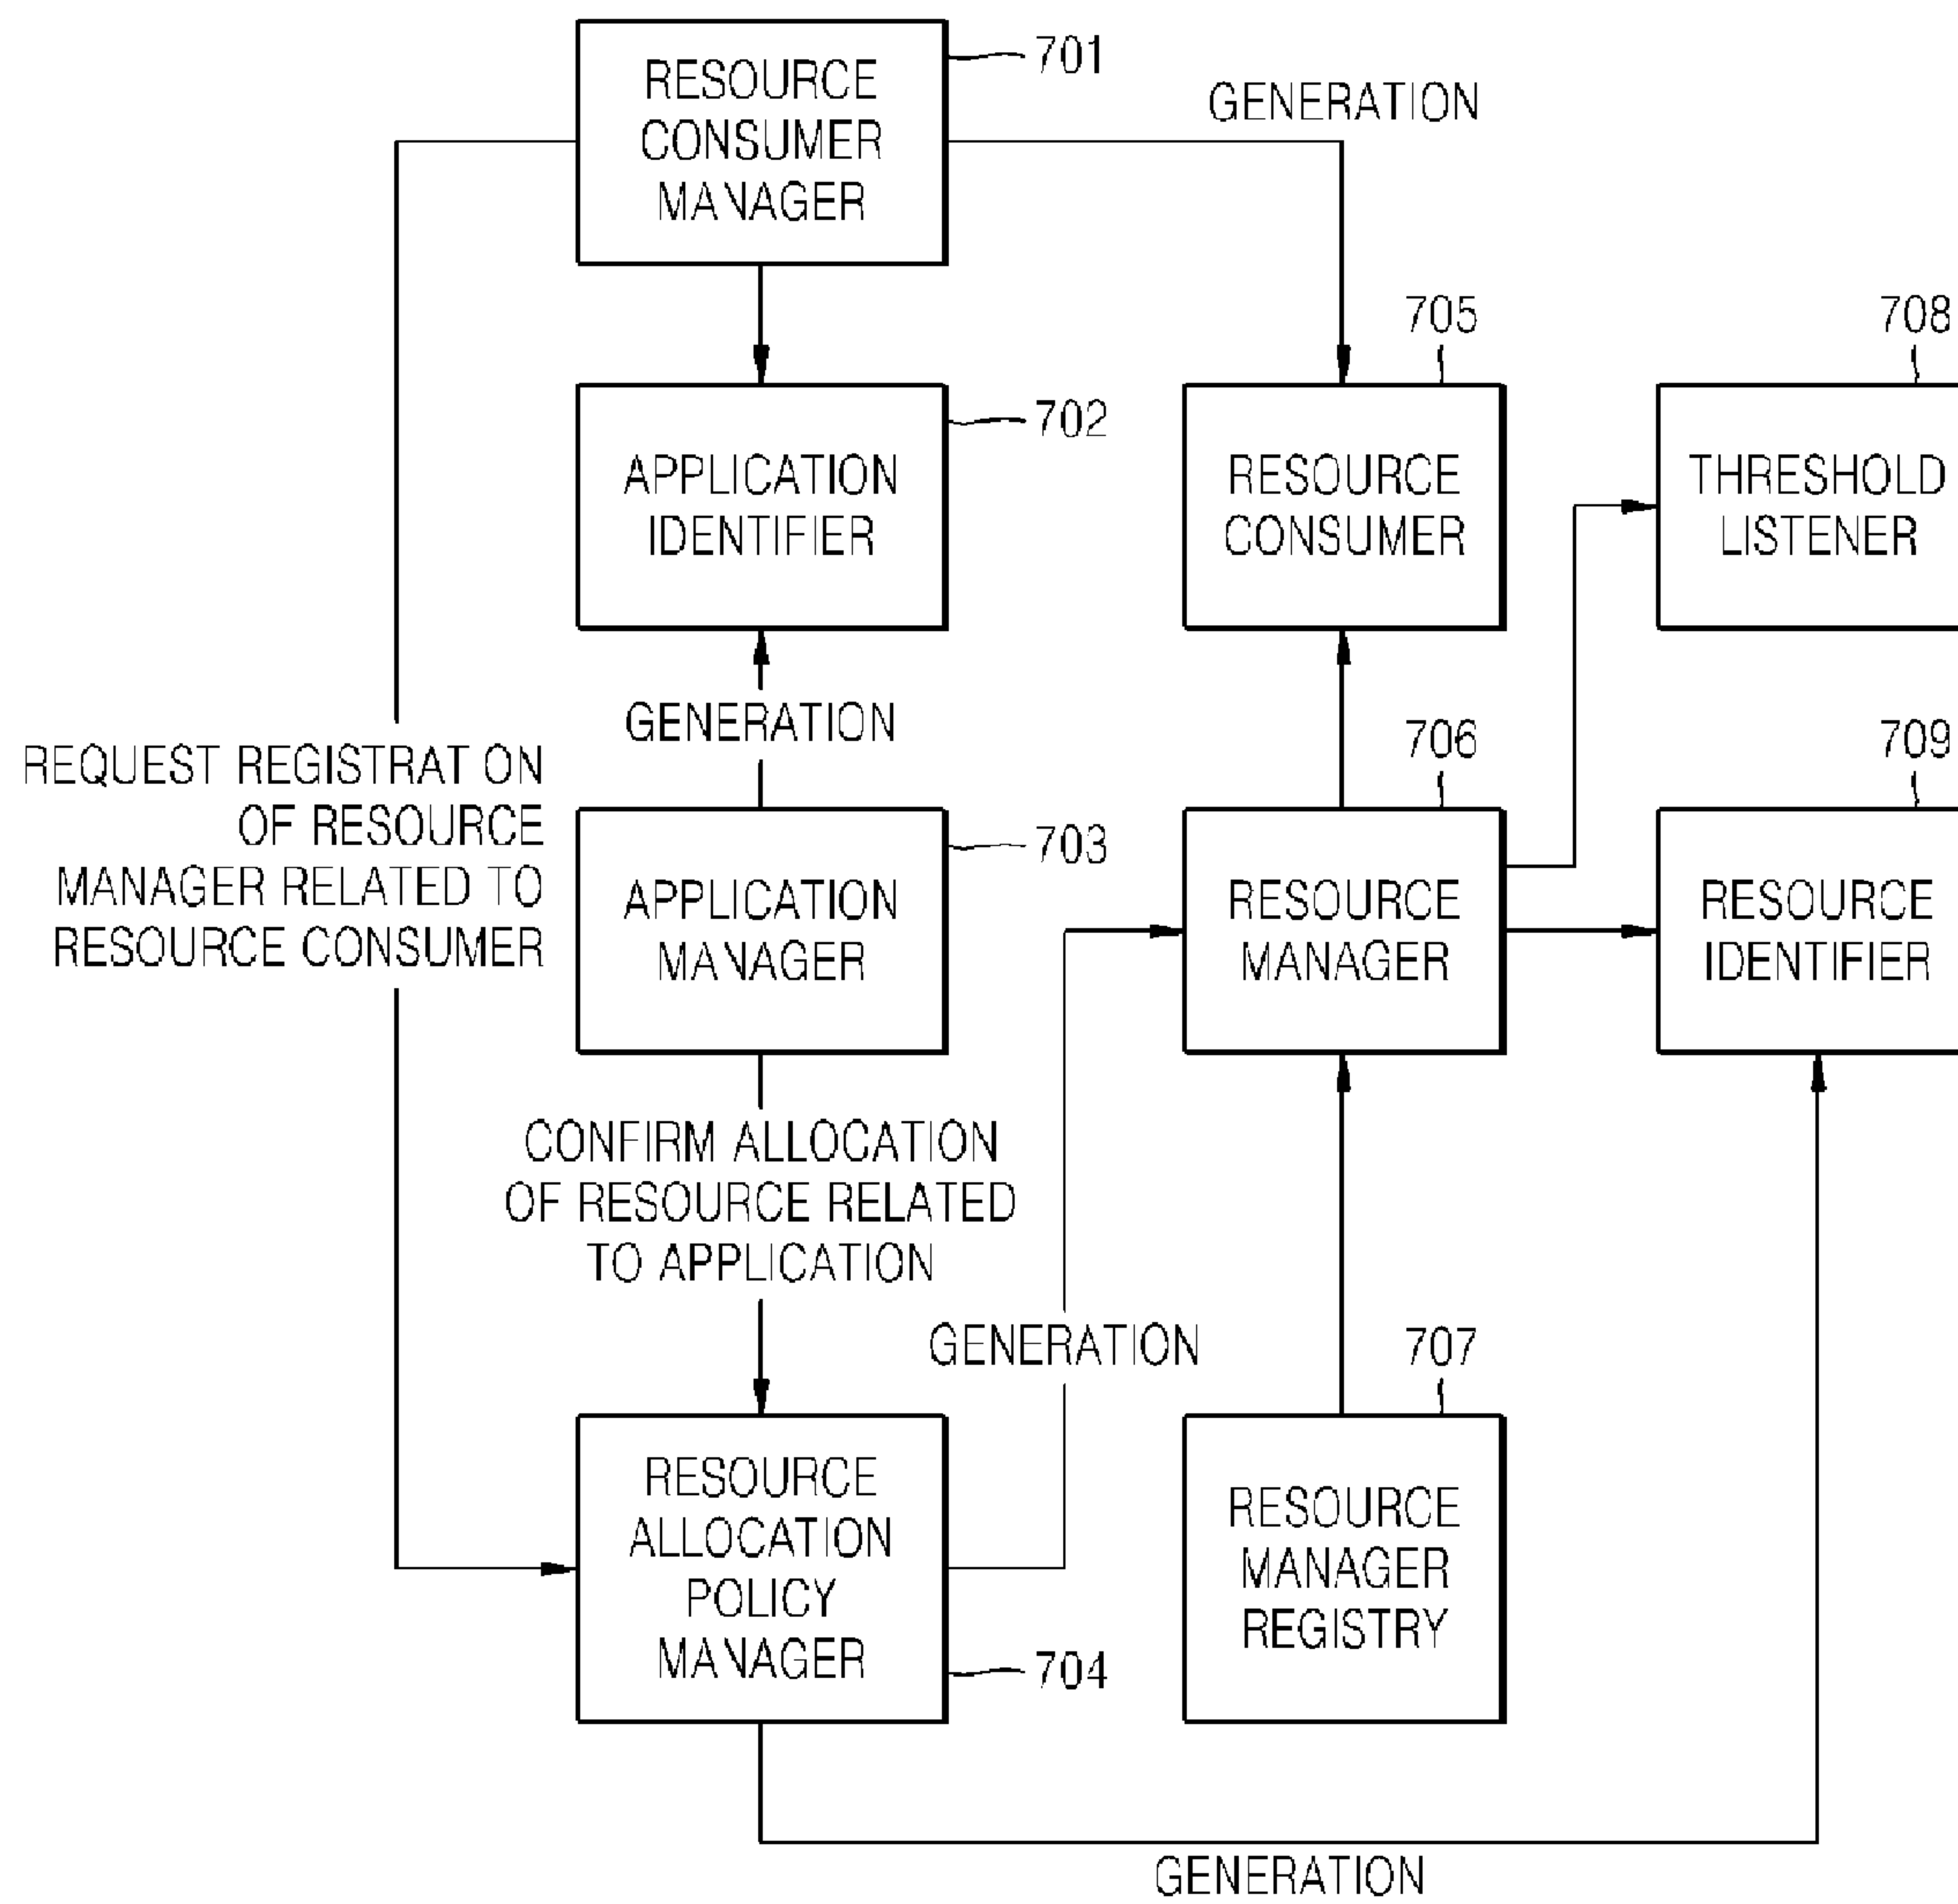 RESOURCE
CONSUMER
MANAGER
701
GENERATION
705
708
APPLICATION
IDENTIFIER
702
RESOURCE
CONSUMER
THRESHOLD
LISTENER
GENERATION
706
709
REQUEST REGISTRAT ON
OF RESOURCE
MANAGER RELATED TO
RESOURCE CONSUMER
APPLICATION
MANAGER
703
RESOURCE
MANAGER
RESOURCE
IDENTIFIER
CONFIRM ALLOCATION
OF RESOURCE RELATED
TO APPLICATION
GENERATION
707
RESOURCE
ALLOCATION
POLICY
MANAGER
704
RESOURCE
MANAGER
REGISTRY
GENERATION